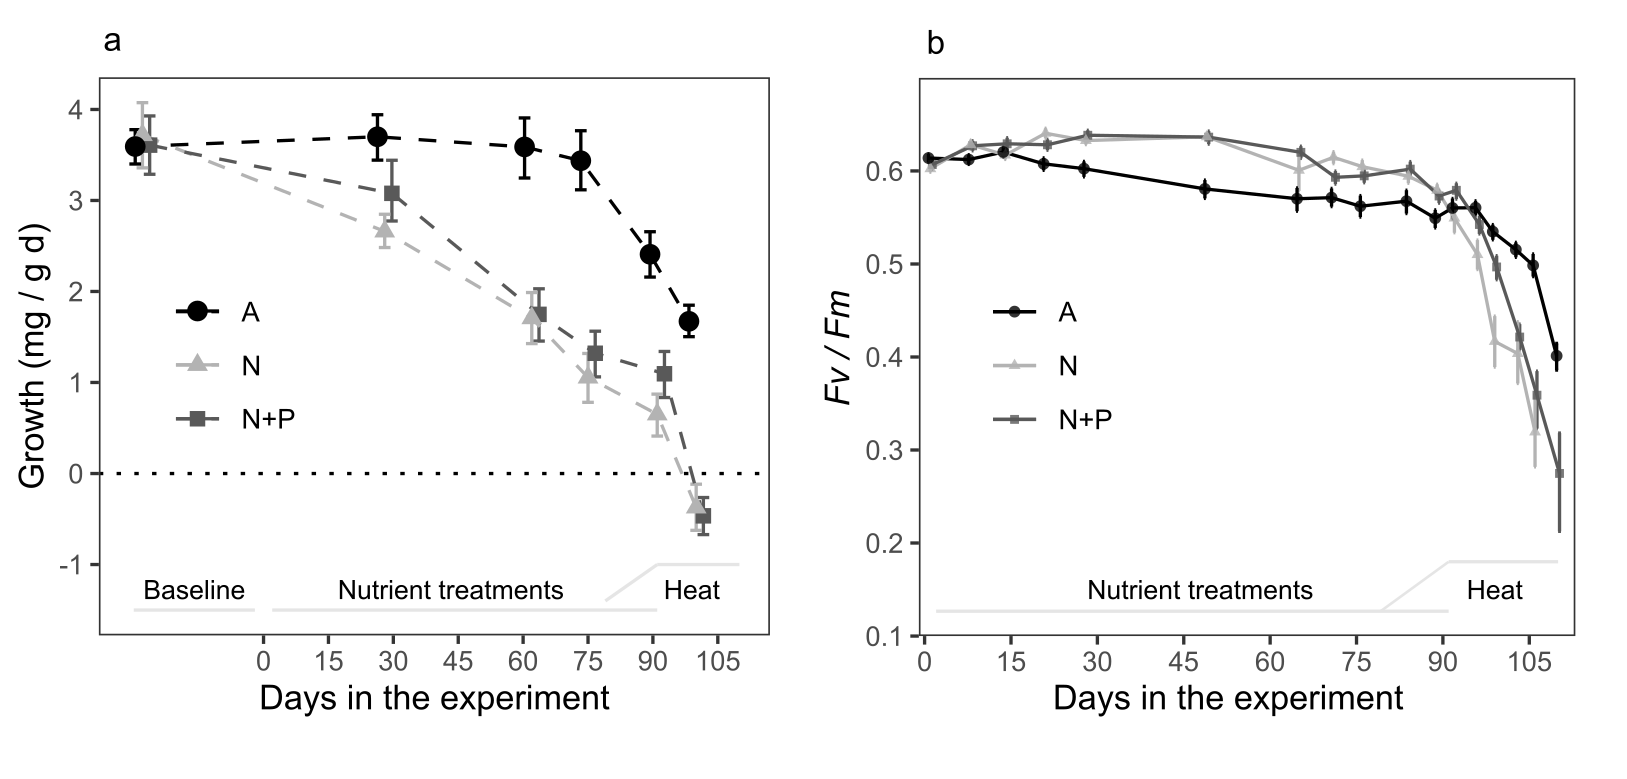 a
Growth (mg / g d)
4
3
2
1
0
-1
A
N
N+P
Baseline
Nutrient treatments
Heat
0 15 30 45 60 75 90 105
Days in the experiment
b
Fv / Fm
0.6
0.5
0.4
0.3
0.2
0.1
A
N
N+P
Nutrient treatments
Heat
0 15 30 45 60 75 90 105
Days in the experiment